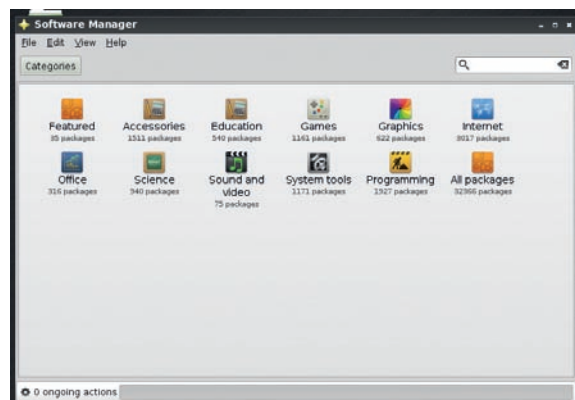 Software Manager
File Edit View Help
Categories
Featured
35 packages
Accessories
1511 packages
Education
540 packages
Games
1161 packages
Graphics
622 packages
Internet
3017 packages
Office
316 packages
Science
940 packages
Sound and video
75 packages
System tools
1171 packages
Programming
1927 packages
All packages
32986 packages
0 ongoing actions